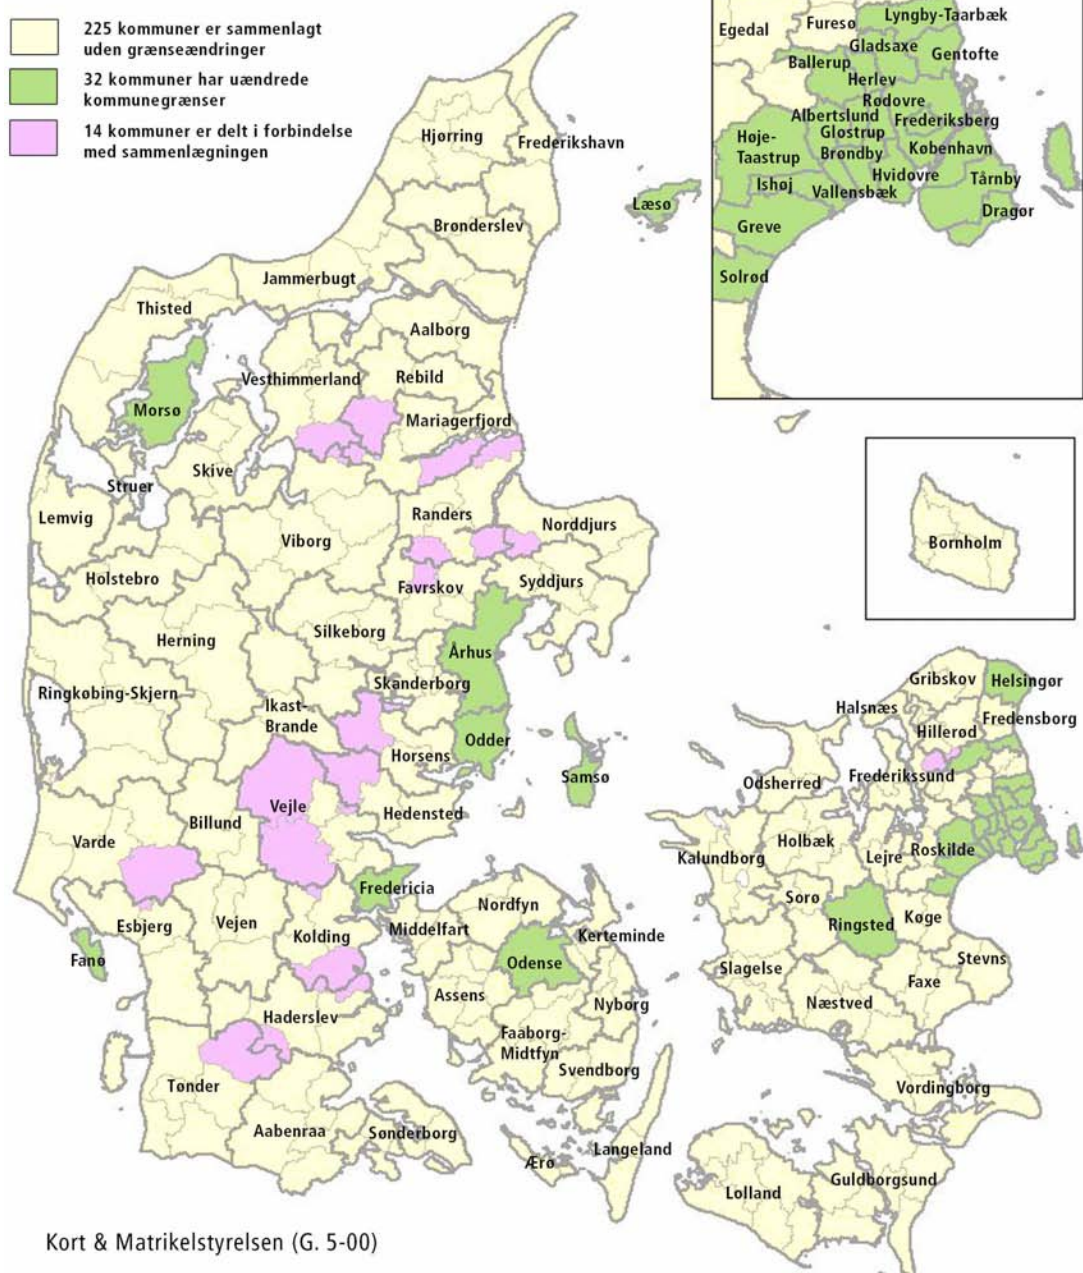 225 kommuner er sammenlagt
uden grænseændringer
32 kommuner har uændrede
kommunegrænser
14 kommuner er delt i forbindelse
med sammenlægningen
Egedal
Furesø
Lyngby-Taarbæk
Gladsaxe
Gentofte
Ballerup
Herlev
Rødovre
Albertslund
Frederiksberg
Glostrup
Høje-
Taastrup
Brøndby
København
Hvidovre
Ishøj
Vallensbæk
Tårnby
Dragør
Greve
Solrød
Hjørring
Frederikshavn
Læsø
Brønderslev
Jammerbugt
Thisted
Aalborg
Vesthimmerland
Rebild
Morsø
Mariagerfjord
Skive
Struer
Lemvig
Randers
Norddjurs
Viborg
Bornholm
Holstebro
Favrskov
Syddjurs
Herning
Silkeborg
Århus
Skanderborg
Ringkøbing-Skjern
Ikast-
Brande
Odder
Horsens
Samsø
Vejle
Hedensted
Billund
Varde
Fredericia
Esbjerg
Vejen
Kolding
Middelfart
Nordfyn
Kerteminde
Fanø
Odense
Assens
Nyborg
Haderslev
Faaborg-
Midtfyn
Svendborg
Tønder
Aabenraa
Sønderborg
Ærø
Langeland
Gribskov
Helsingør
Halsnæs
Fredensborg
Hillerød
Frederikssund
Odsherred
Holbæk
Kalundborg
Lejre
Roskilde
Sorø
Ringsted
Køge
Stevns
Slagelse
Faxe
Næstved
Vordingborg
Guldborgsund
Lolland
Kort & Matrikelstyrelsen (G. 5-00)